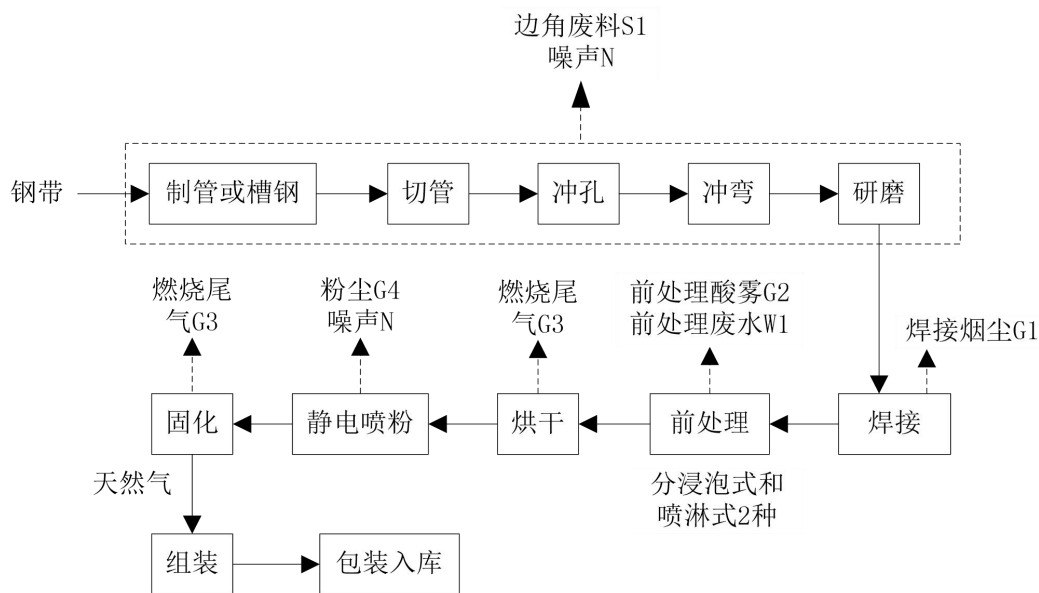 边角废料S1
噪声N
钢带
制管或槽钢
切管
冲孔
冲弯
研磨
燃烧尾
气G3
粉尘G4
噪声N
燃烧尾
气G3
前处理酸雾G2
前处理废水W1
焊接烟尘G1
固化
静电喷粉
烘干
前处理
焊接
天然气
分浸泡式和
喷淋式2种
组装
包装入库